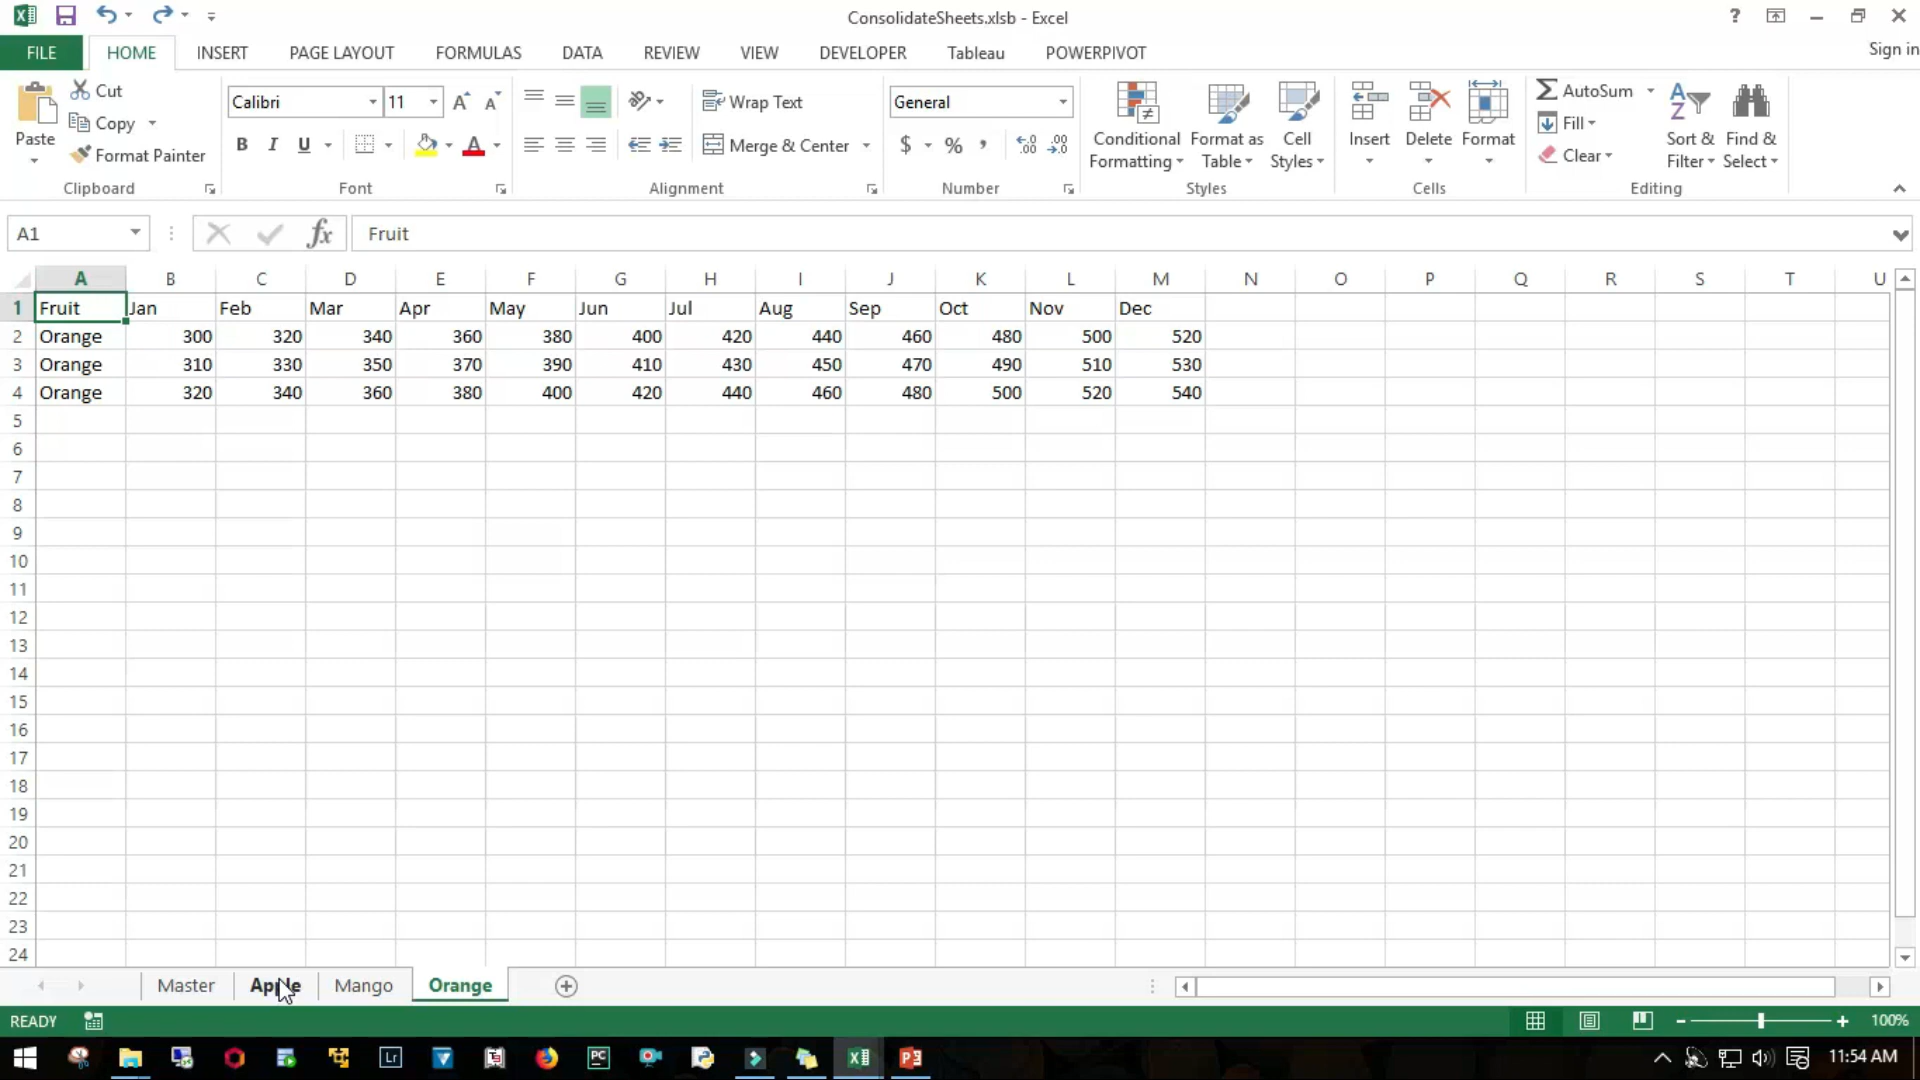 ConsolidateSheets.xlsb - Excel
?
FILE HOME INSERT PAGE LAYOUT FORMULAS DATA REVIEW VIEW DEVELOPER Tableau POWERPIVOT Sign in
Paste
Cut
Copy
Format Painter
Clipboard
Calibri 11
B I U
Font
Wrap Text
Merge & Center
Alignment
General
$ % ,
Number
Conditional Formatting
Format as Table
Cell Styles
Styles
Insert Delete Format
Cells
AutoSum
Fill
Clear
Sort & Filter
Find & Select
Editing
A1 fx Fruit
A B C D E F G H I J K L M N O P Q R S T U
1 Fruit Jan Feb Mar Apr May Jun Jul Aug Sep Oct Nov Dec
2 Orange 300 320 340 360 380 400 420 440 460 480 500 520
3 Orange 310 330 350 370 390 410 430 450 470 490 510 530
4 Orange 320 340 360 380 400 420 440 460 480 500 520 540
5
6
7
8
9
10
11
12
13
14
15
16
17
18
19
20
21
22
23
24
Master Apple Mango Orange
READY 100%
Lr PC 11:54 AM